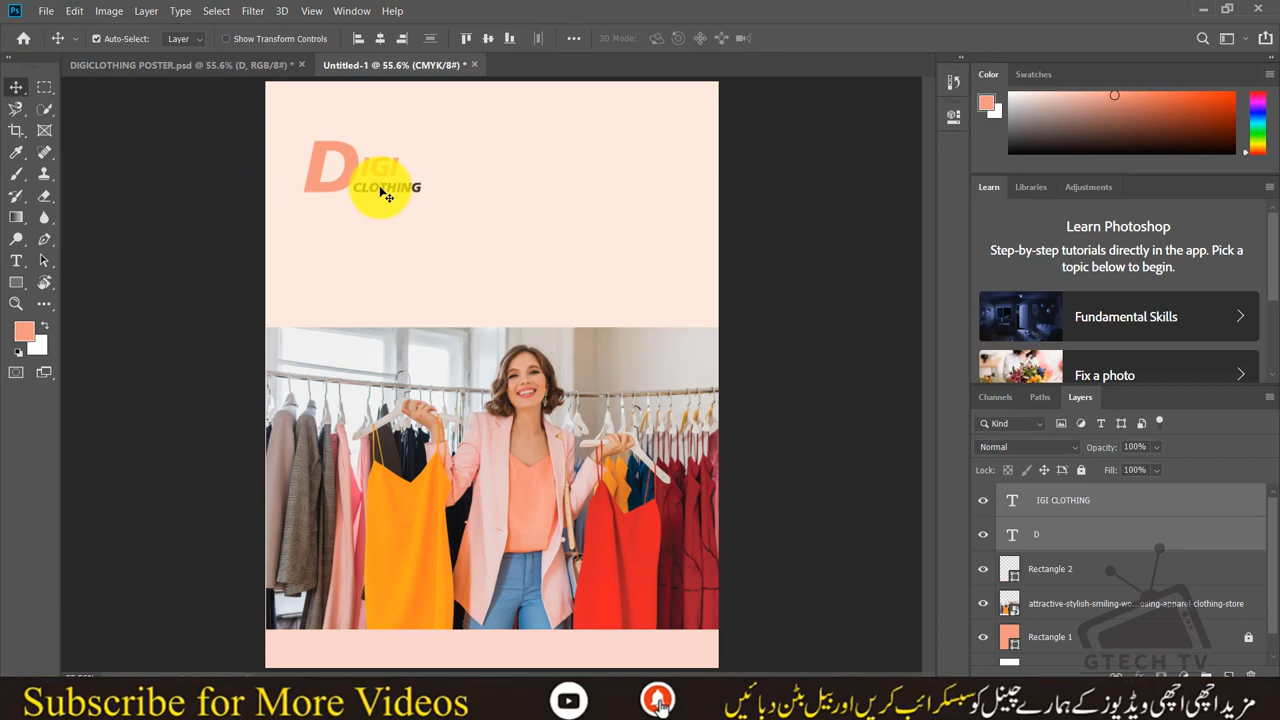 Ps File Edit Image Layer Type Select Filter 3D View Window Help
Auto-Select: Layer Show Transform Controls 3D Mode:
DIGICLOTHING POSTER.psd @ 55.6% (D, RGB/8#) * Untitled-1 @ 55.6% (CMYK/8#) *
Color Swatches
DIGI
CLOTHING
Learn Libraries Adjustments
Learn Photoshop
Step-by-step tutorials directly in the app. Pick a
topic below to begin.
Fundamental Skills
Fix a photo
Channels Paths Layers
Kind
Normal Opacity: 100%
Lock: Fill: 100%
IGI CLOTHING
D
Rectangle 2
attractive-stylish-smiling-wo...osing-apparel-clothing-store
Rectangle 1
GTECH TV
Subscribe for More Videos
مزید اچھی اچھی ویڈیوز کے ہمارے چینل کو سبسکرائب کریں اور بیل بٹن دبائیں